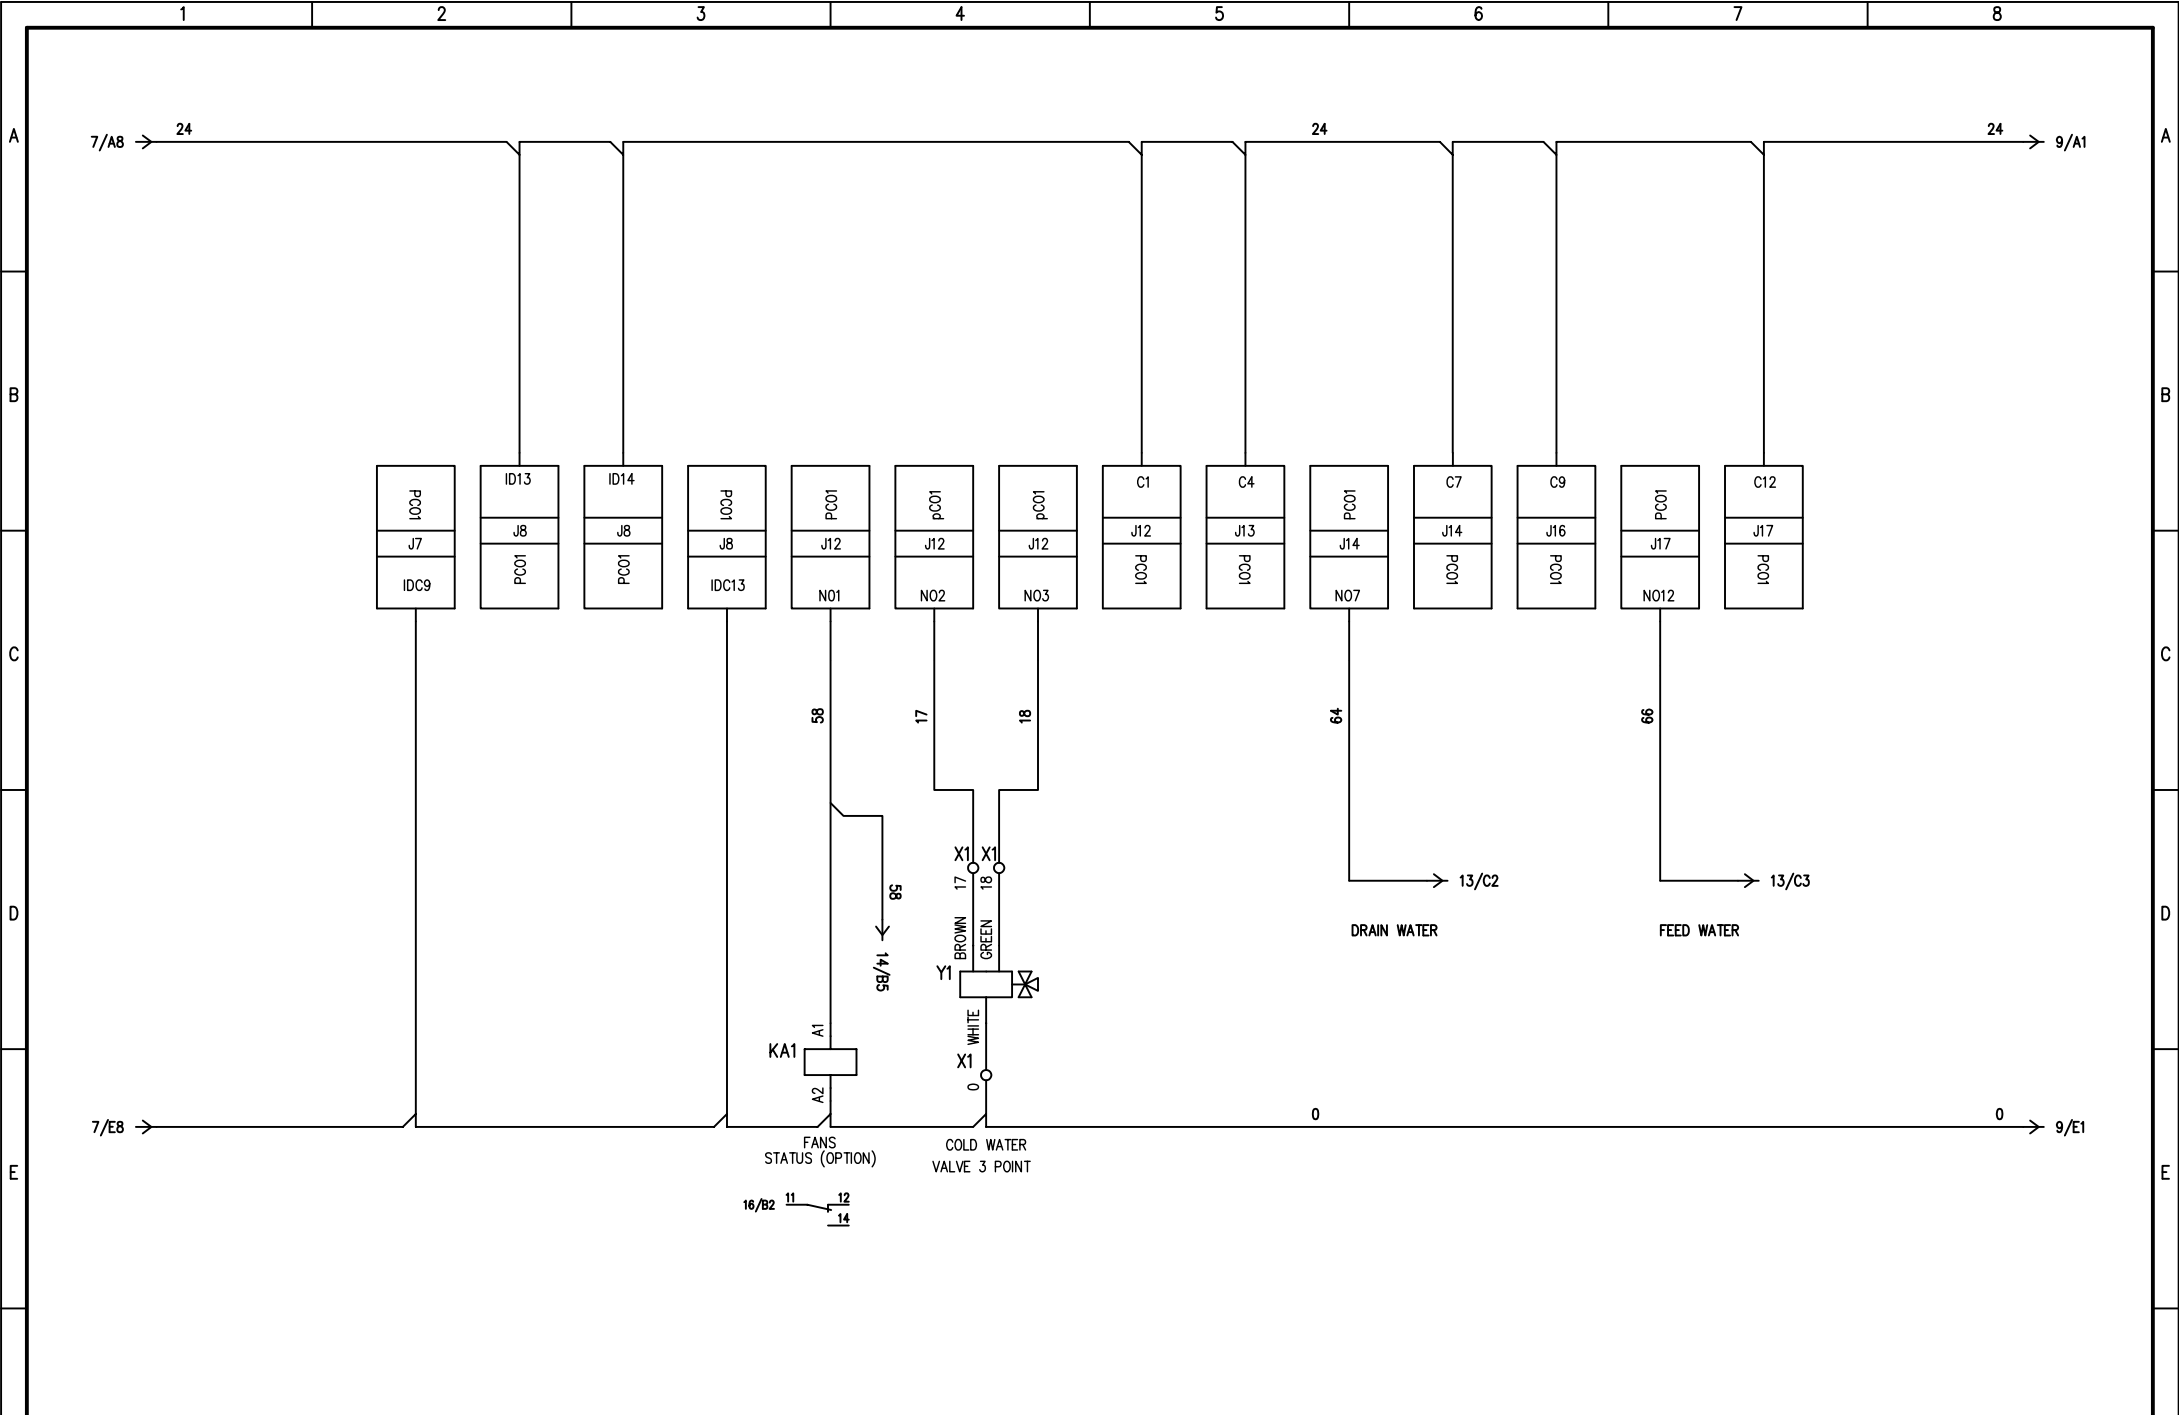 1 2 3 4 5 6 7 8
24 24 24
A 7/A8 9/A1 A
B B
ID13 ID14 C1 C4 C7 C9 C12
PCO1 PCO1 PCO1 pCO1 pCO1 PCO1 PCO1
J8 J8 J12 J13 J14 J16 J17
J7 J8 J12 J12 J12 J14 J17
PCO1 PCO1 PCO1 PCO1 PCO1 PCO1 PCO1
IDC9 IDC13 NO1 NO2 NO3 NO7 NO12
C C
58 17 18 64 66
X1 X1
17 18
58
13/C2 13/C3
D D
BROWN GREEN
DRAIN WATER FEED WATER
14/B5
Y1
WHITE
A1
KA1
X1
A2 0
7/E8 0 0 9/E1
FANS
STATUS (OPTION)
COLD WATER
VALVE 3 POINT
E E
16/B2 11 12
14